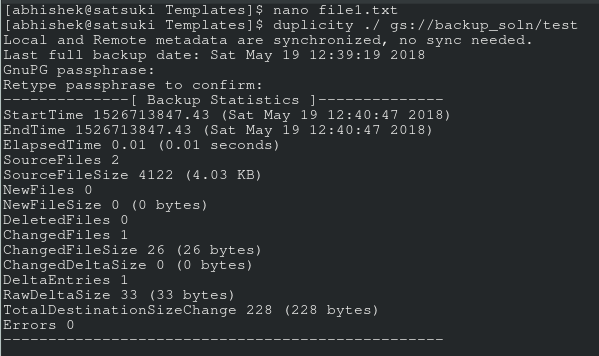 [abhishek@satsuki Templates]$ nano file1.txt
[abhishek@satsuki Templates]$ duplicity ./ gs://backup_soln/test
Local and Remote metadata are synchronized, no sync needed.
Last full backup date: Sat May 19 12:39:19 2018
GnuPG passphrase:
Retype passphrase to confirm:
--------------[ Backup Statistics ]--------------
StartTime 1526713847.43 (Sat May 19 12:40:47 2018)
EndTime 1526713847.43 (Sat May 19 12:40:47 2018)
ElapsedTime 0.01 (0.01 seconds)
SourceFiles 2
SourceFileSize 4122 (4.03 KB)
NewFiles 0
NewFileSize 0 (0 bytes)
DeletedFiles 0
ChangedFiles 1
ChangedFileSize 26 (26 bytes)
ChangedDeltaSize 0 (0 bytes)
DeltaEntries 1
RawDeltaSize 33 (33 bytes)
TotalDestinationSizeChange 228 (228 bytes)
Errors 0
-------------------------------------------------